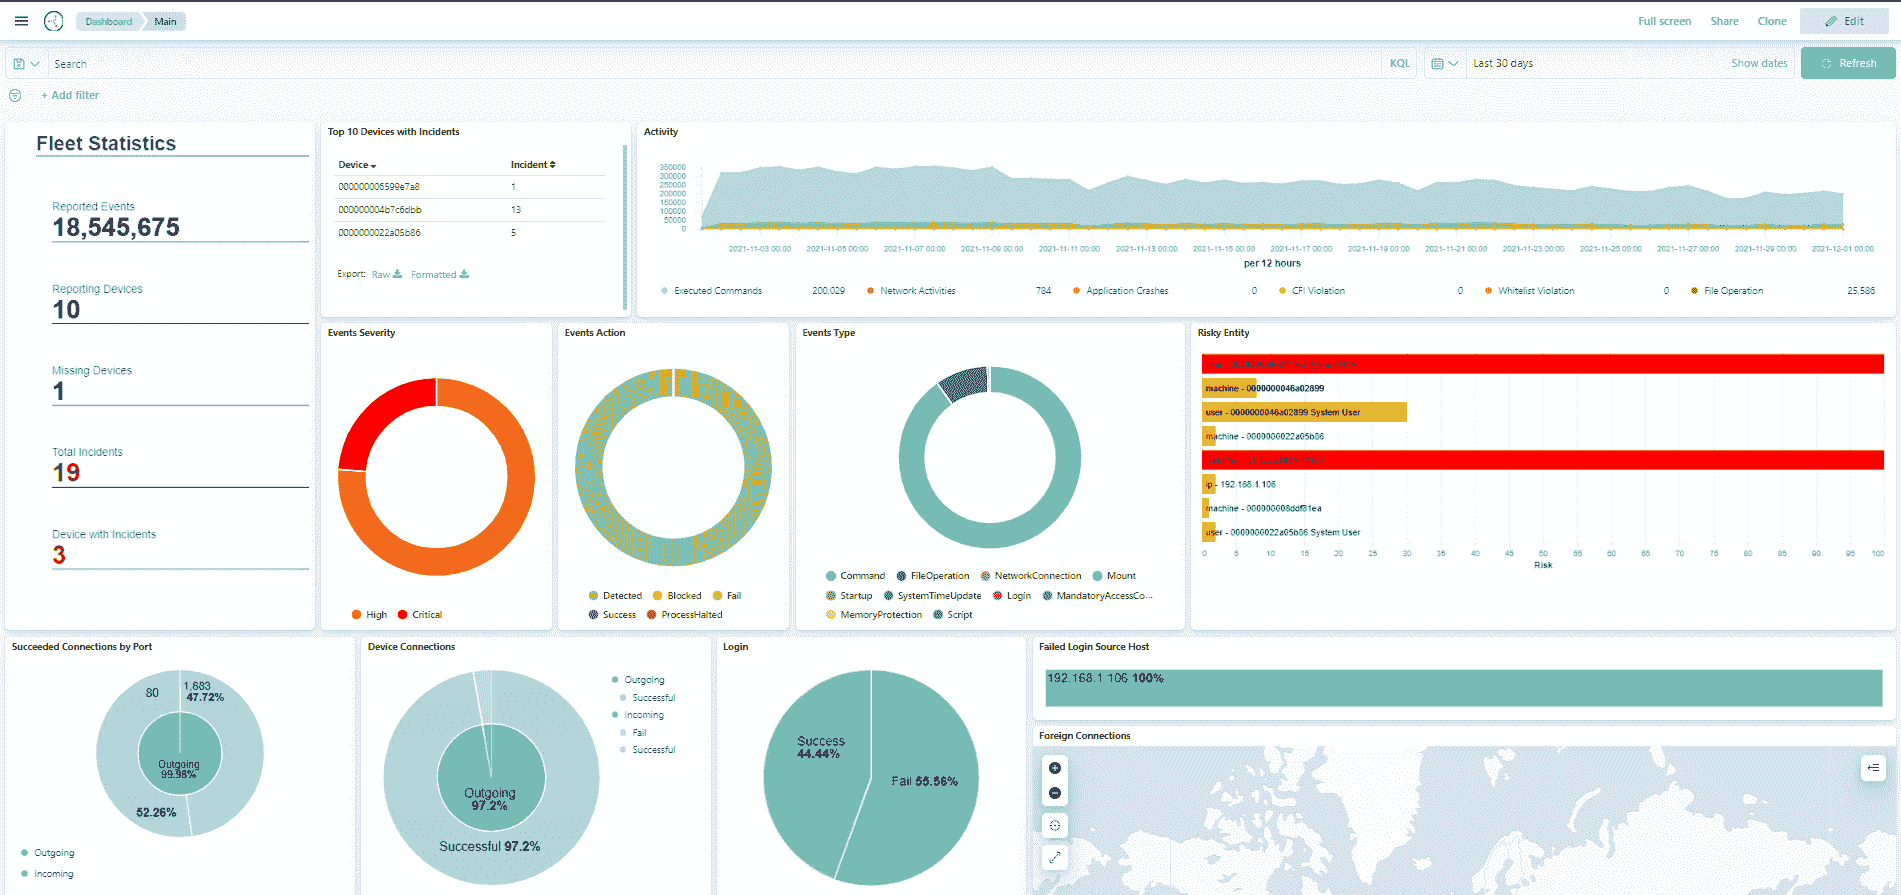 Dashboard Main Full screen Share Clone Edit
Search KQL Last 30 days Show dates Refresh
+ Add filter
Fleet Statistics
Reported Events
18,545,675
Reporting Devices
10
Missing Devices
1
Total Incidents
19
Device with Incidents
3
Top 10 Devices with Incidents
Device Incident
000000006599e7a8 1
000000004b7c6dbb 13
0000000022a05b86 5
Export: Raw Formatted
Activity
350000
300000
250000
200000
150000
100000
50000
0
2021-11-03 00:00 2021-11-05 00:00 2021-11-07 00:00 2021-11-09 00:00 2021-11-11 00:00 2021-11-13 00:00 2021-11-15 00:00 2021-11-17 00:00 2021-11-19 00:00 2021-11-21 00:00 2021-11-23 00:00 2021-11-25 00:00 2021-11-27 00:00 2021-11-29 00:00 2021-12-01 00:00
per 12 hours
Executed Commands 200,029 Network Activities 784 Application Crashes 0 CFI Violation 0 Whitelist Violation 0 File Operation 25,586
Events Severity
High Critical
Events Action
Detected Blocked Fail
Success ProcessHalted
Events Type
Command FileOperation NetworkConnection Mount
Startup SystemTimeUpdate Login MandatoryAccessCo...
MemoryProtection Script
Risky Entity
machine - 0000000046a02899
user - 0000000046a02899 System User
machine - 0000000022a05b86
ip - 192.168.1.106
machine - 000000008ddf81ea
user - 0000000022a05b86 System User
0 5 10 15 20 25 30 35 40 45 50 55 60 65 70 75 80 85 90 95 100
Risk
Succeeded Connections by Port
80
1,883
47.72%
Outgoing
99.98%
52.26%
Outgoing
Incoming
Device Connections
Outgoing
Successful
Incoming
Fail
Successful
Outgoing
97.2%
Successful 97.2%
Login
Success
44.44%
Fail 55.56%
Failed Login Source Host
192.168.1.106 100%
Foreign Connections